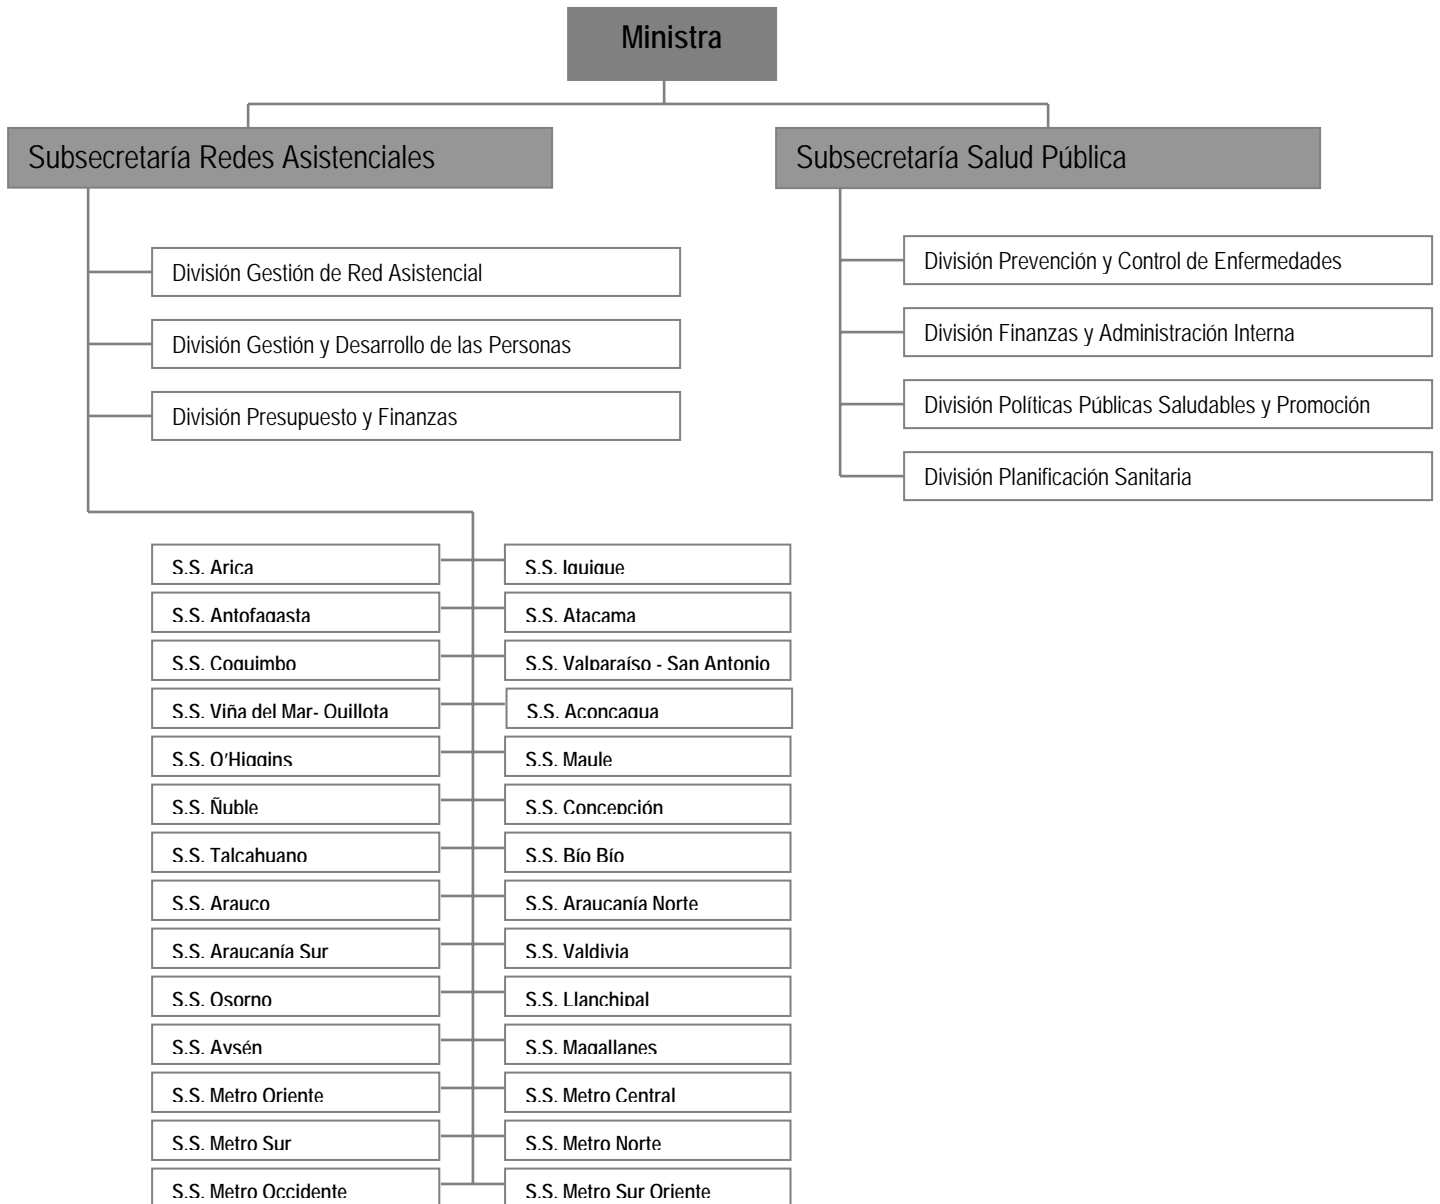 Ministra
Subsecretaría Redes Asistenciales
Subsecretaría Salud Pública
División Gestión de Red Asistencial
División Gestión y Desarrollo de las Personas
División Presupuesto y Finanzas
División Prevención y Control de Enfermedades
División Finanzas y Administración Interna
División Políticas Públicas Saludables y Promoción
División Planificación Sanitaria
S.S. Arica
S.S. Iquique
S.S. Antofagasta
S.S. Atacama
S.S. Coquimbo
S.S. Valparaíso - San Antonio
S.S. Viña del Mar- Quillota
S.S. Aconcagua
S.S. O’Higgins
S.S. Maule
S.S. Ñuble
S.S. Concepción
S.S. Talcahuano
S.S. Bío Bío
S.S. Arauco
S.S. Araucanía Norte
S.S. Araucanía Sur
S.S. Valdivia
S.S. Osorno
S.S. Llanchipal
S.S. Aysén
S.S. Magallanes
S.S. Metro Oriente
S.S. Metro Central
S.S. Metro Sur
S.S. Metro Norte
S.S. Metro Occidente
S.S. Metro Sur Oriente